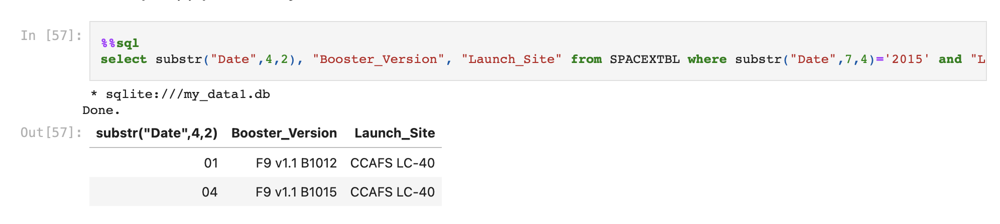 In [57]:
%%sql
select substr("Date",4,2), "Booster_Version", "Launch_Site" from SPACEXTBL where substr("Date",7,4)='2015' and "L
* sqlite:///my_data1.db
Done.
Out[57]:
substr("Date",4,2) Booster_Version Launch_Site
01 F9 v1.1 B1012 CCAFS LC-40
04 F9 v1.1 B1015 CCAFS LC-40